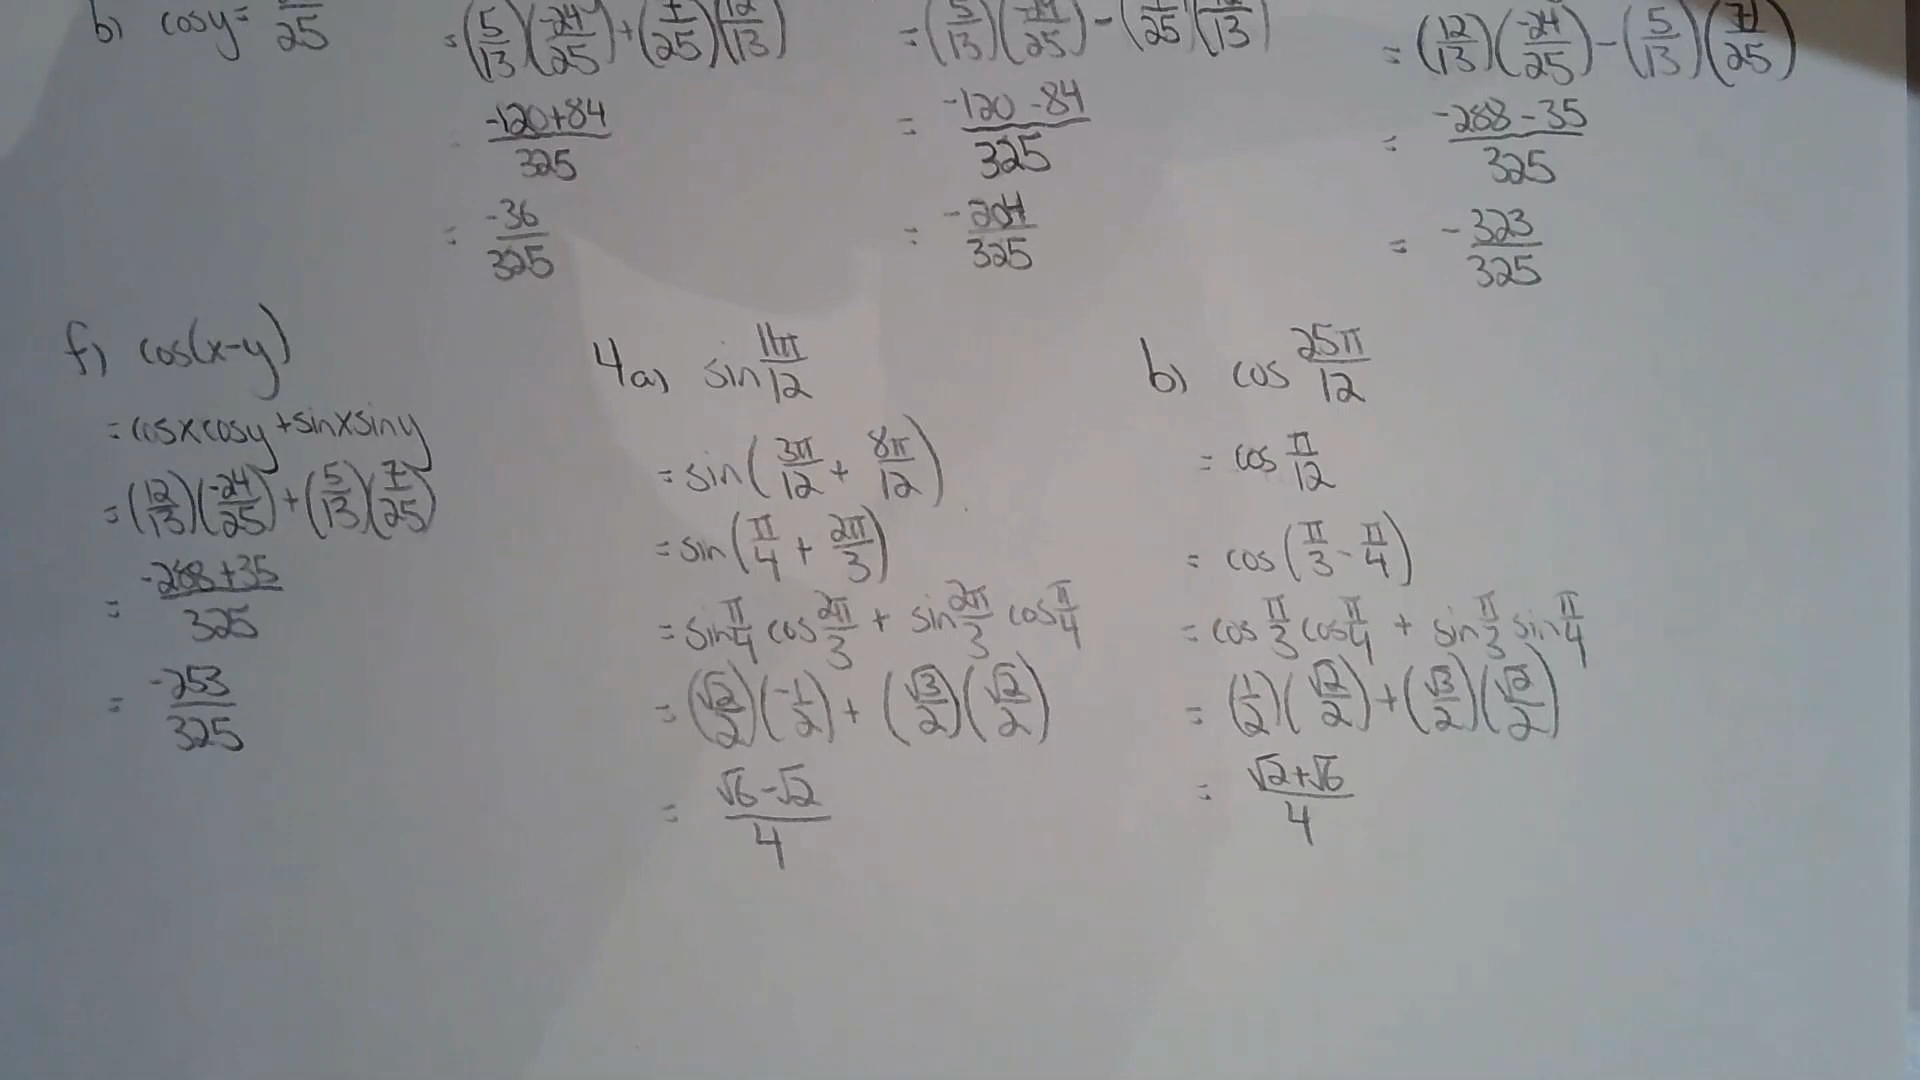 b) cosy = /25
= (5/13)(-24/25) + (7/25)(12/13)
-120+84/325
= -36/325
= (5/13)(-24/25) - (7/25)(12/13)
= -120-84/325
= -204/325
= (12/13)(-24/25) - (5/13)(7/25)
= -288-35/325
= -323/325
f) cos(x-y)
= cosxcosy + sinxsiny
= (12/13)(-24/25) + (5/13)(7/25)
= -288+35/325
= -253/325
4a) sin 11π/12
= sin(3π/12 + 8π/12)
= sin(π/4 + 2π/3)
= sin π/4 cos 2π/3 + sin 2π/3 cos π/4
= (√2/2)(-1/2) + (√3/2)(√2/2)
= √6-√2/4
b) cos 25π/12
= cos π/12
= cos(π/3 - π/4)
= cos π/3 cos π/4 + sin π/3 sin π/4
= (1/2)(√2/2) + (√3/2)(√2/2)
= √2+√6/4